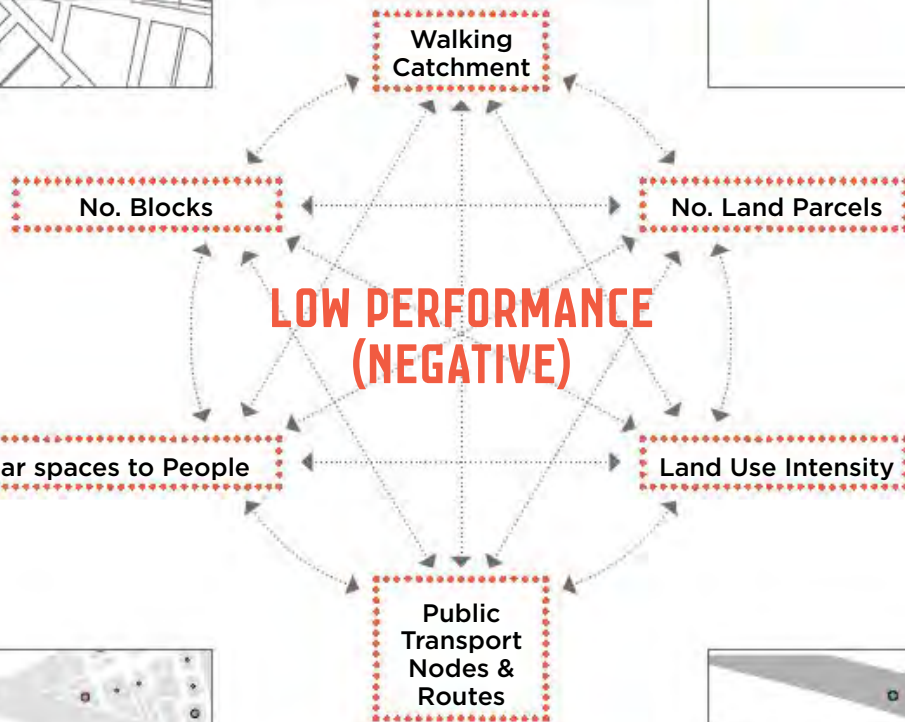 Walking
Catchment
No. Blocks
No. Land Parcels
LOW PERFORMANCE
(NEGATIVE)
ar spaces to People
Land Use Intensity
Public
Transport
Nodes &
Routes